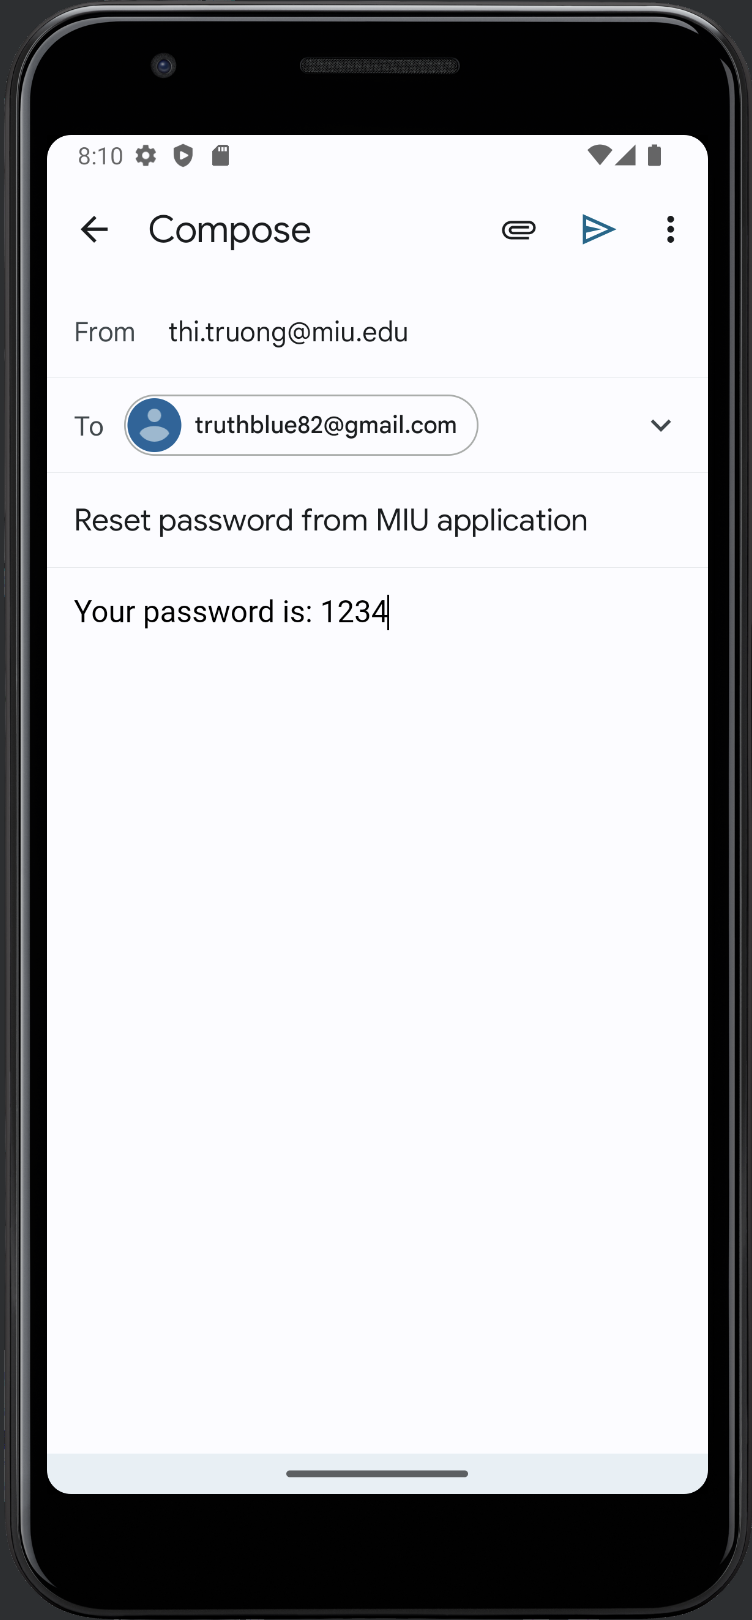 8:10
Compose
From thi.truong@miu.edu
To truthblue82@gmail.com
Reset password from MIU application
Your password is: 1234